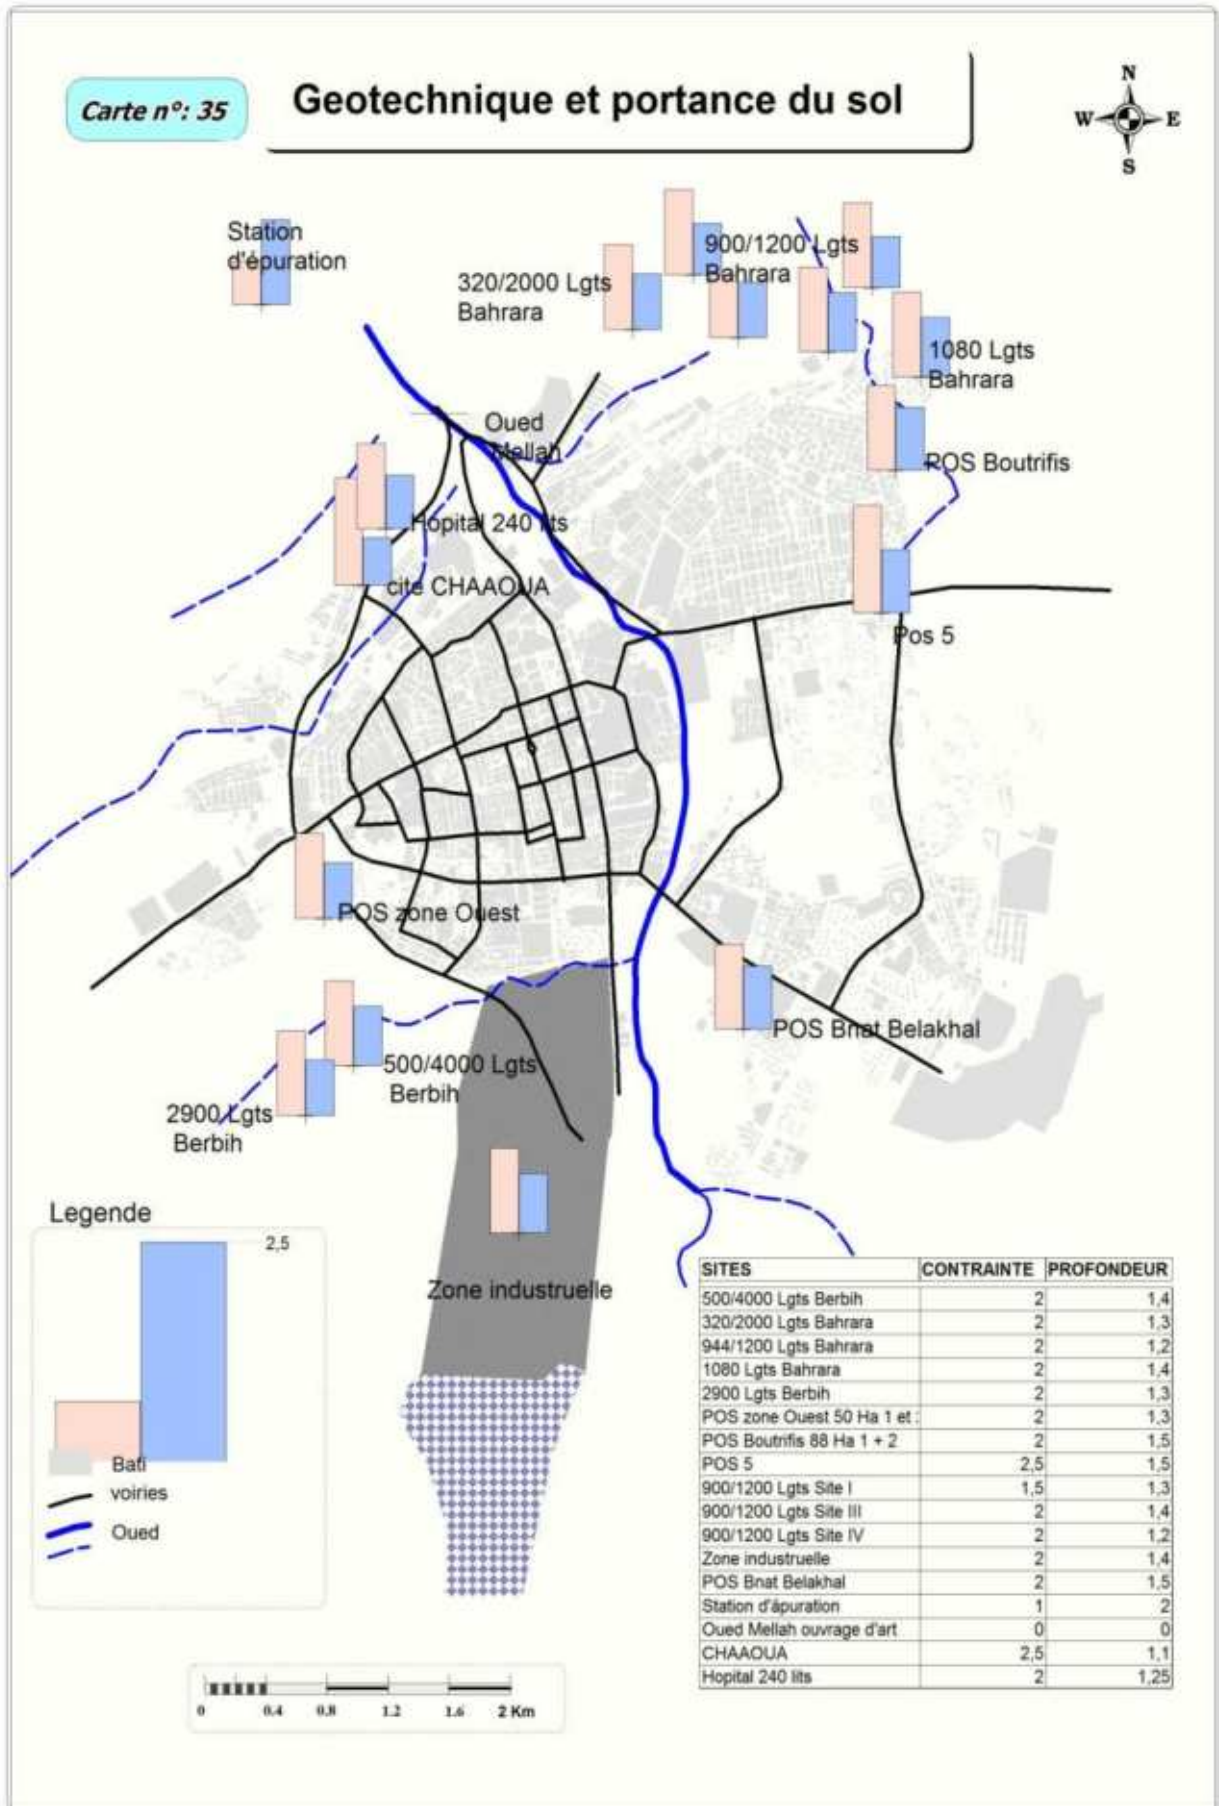 Carte n°: 35
Geotechnique et portance du sol
N
W E
S
Station
d'épuration
320/2000 Lgts
Bahrara
900/1200 Lgts
Bahrara
1080 Lgts
Bahrara
Oued
Mellah
POS Boutrifis
Hopital 240 lits
cite CHAAOUA
Pos 5
POS zone Ouest
POS Bnat Belakhal
500/4000 Lgts
Berbih
2900 Lgts
Berbih
Zone industruelle
Legende
2,5
Bati
voiries
Oued
SITES CONTRAINTE PROFONDEUR
500/4000 Lgts Berbih 2 1,4
320/2000 Lgts Bahrara 2 1,3
944/1200 Lgts Bahrara 2 1,2
1080 Lgts Bahrara 2 1,4
2900 Lgts Berbih 2 1,3
POS zone Ouest 50 Ha 1 et 2 1,3
POS Boutrifis 88 Ha 1 + 2 2 1,5
POS 5 2,5 1,5
900/1200 Lgts Site I 1,5 1,3
900/1200 Lgts Site III 2 1,4
900/1200 Lgts Site IV 2 1,2
Zone industruelle 2 1,4
POS Bnat Belakhal 2 1,5
Station d'äpuration 1 2
Oued Mellah ouvrage d'art 0 0
CHAAOUA 2,5 1,1
Hopital 240 lits 2 1,25
0 0.4 0.8 1.2 1.6 2 Km